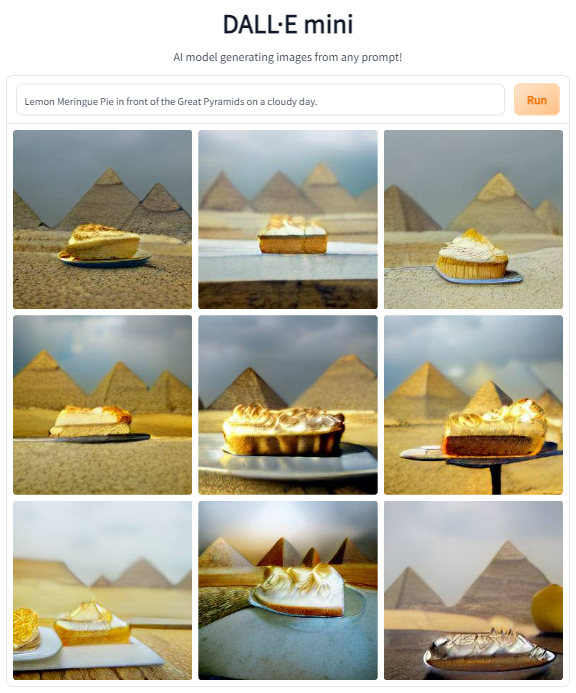 DALL·E mini
AI model generating images from any prompt!
Lemon Meringue Pie in front of the Great Pyramids on a cloudy day.
Run